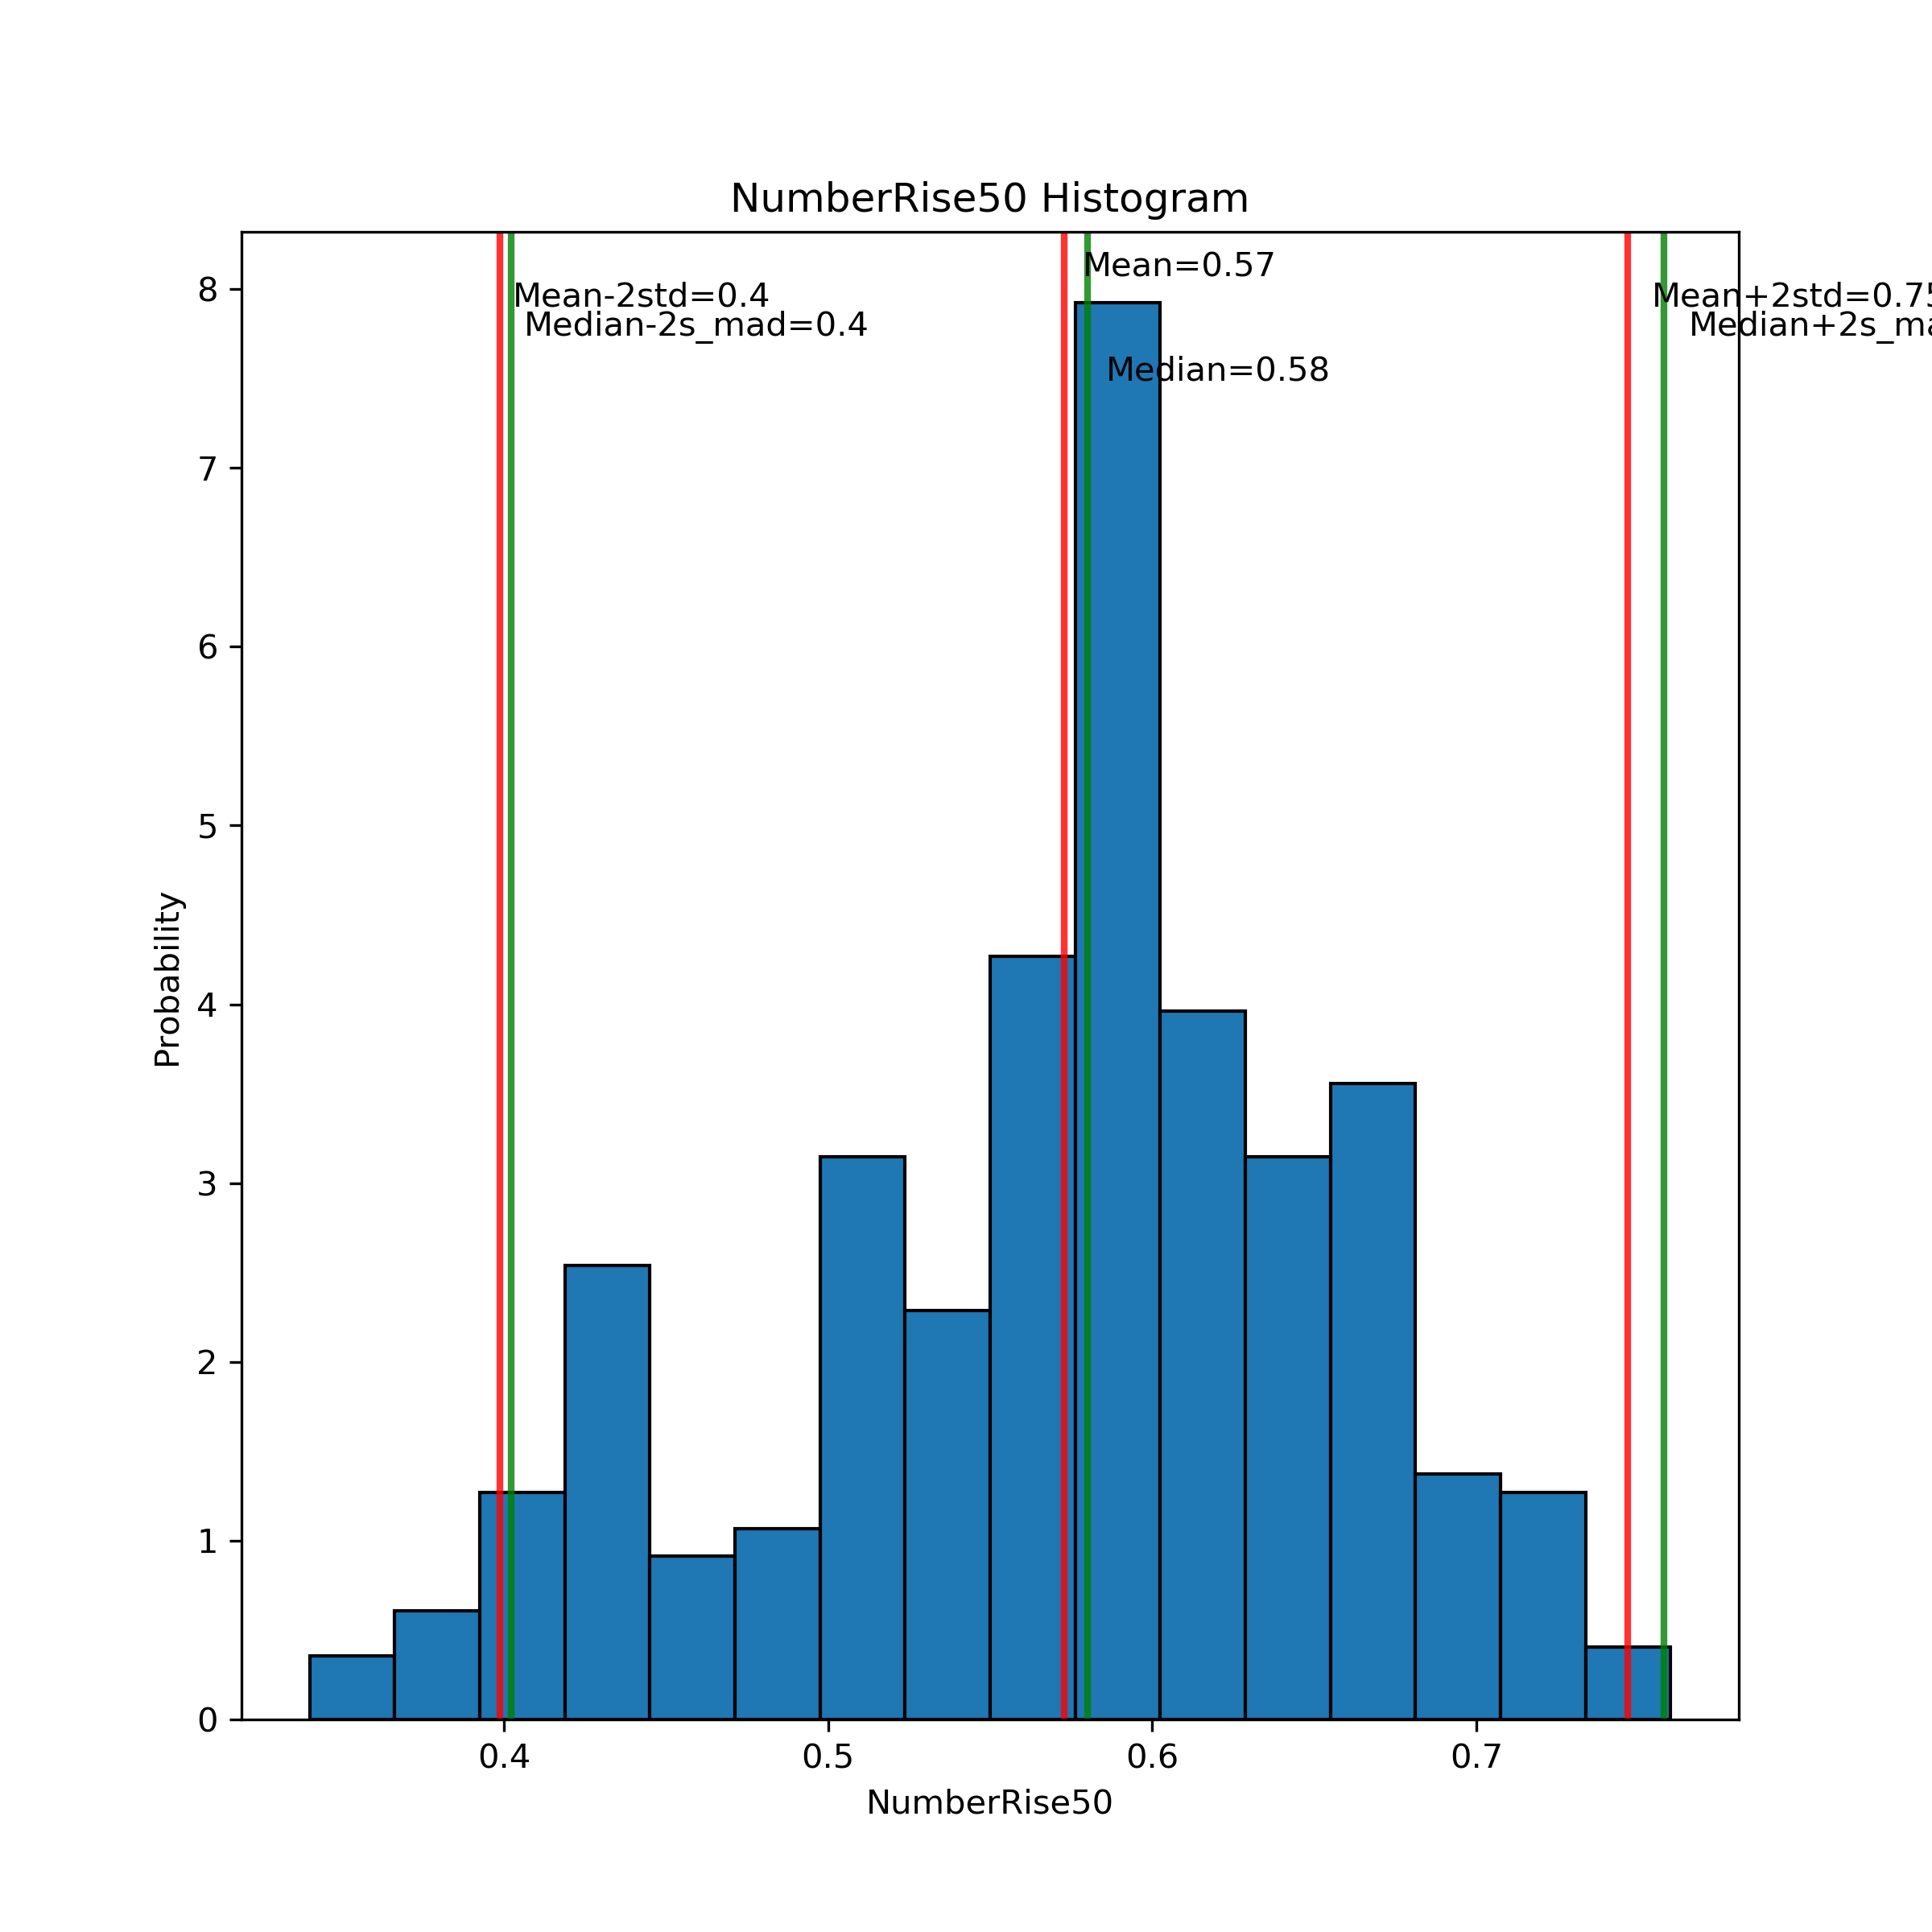 NumberRise50 Histogram
Mean=0.57
Mean-2std=0.4
Mean+2std=0.75
Median-2s_mad=0.4
Median+2s_ma
Median=0.58
8
7
6
5
4
3
2
1
0
Probability
0.4 0.5 0.6 0.7
NumberRise50